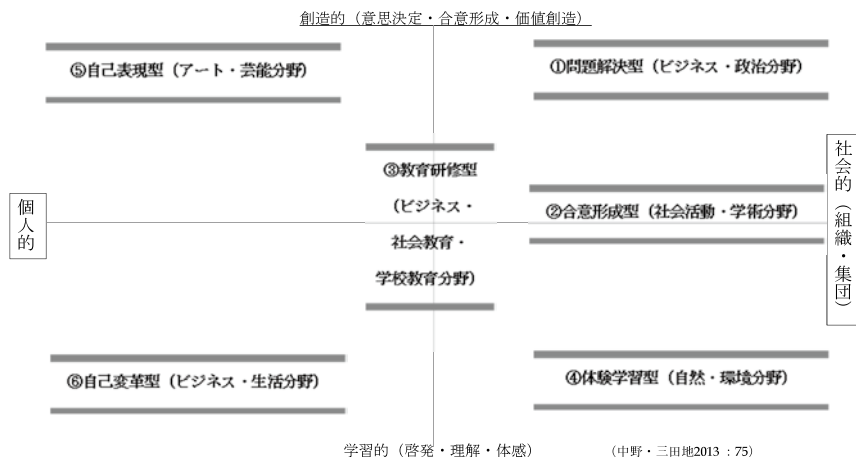 創造的（意思決定・合意形成・価値創造）
⑤自己表現型（アート・芸能分野）
①問題解決型（ビジネス・政治分野）
③教育研修型
（ビジネス・
社会教育・
学校教育分野）
②合意形成型（社会活動・学術分野）
個人的
社会的（組織・集団）
⑥自己変革型（ビジネス・生活分野）
④体験学習型（自然・環境分野）
学習的（啓発・理解・体感）
（中野・三田地2013 ：75）